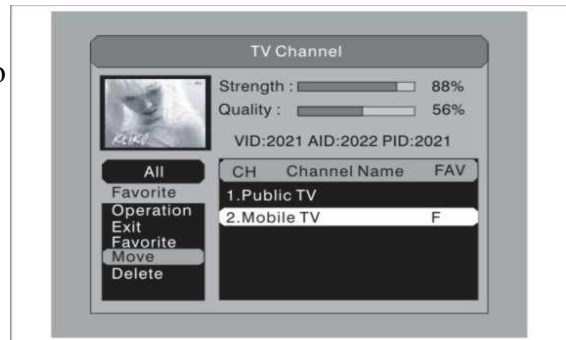 TV Channel
Strength : 88%
Quality : 56%
VID:2021 AID:2022 PID:2021
KEIKO
All
Favorite
Operation
Exit
Favorite
Move
Delete
CH Channel Name FAV
1.Public TV
2.Mobile TV F